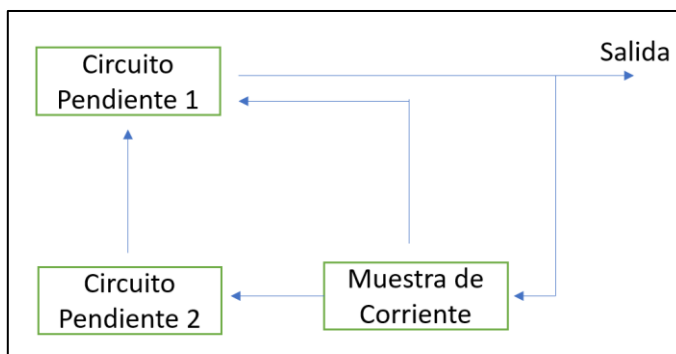 Salida
Circuito
Pendiente 1
Circuito
Pendiente 2
Muestra de
Corriente